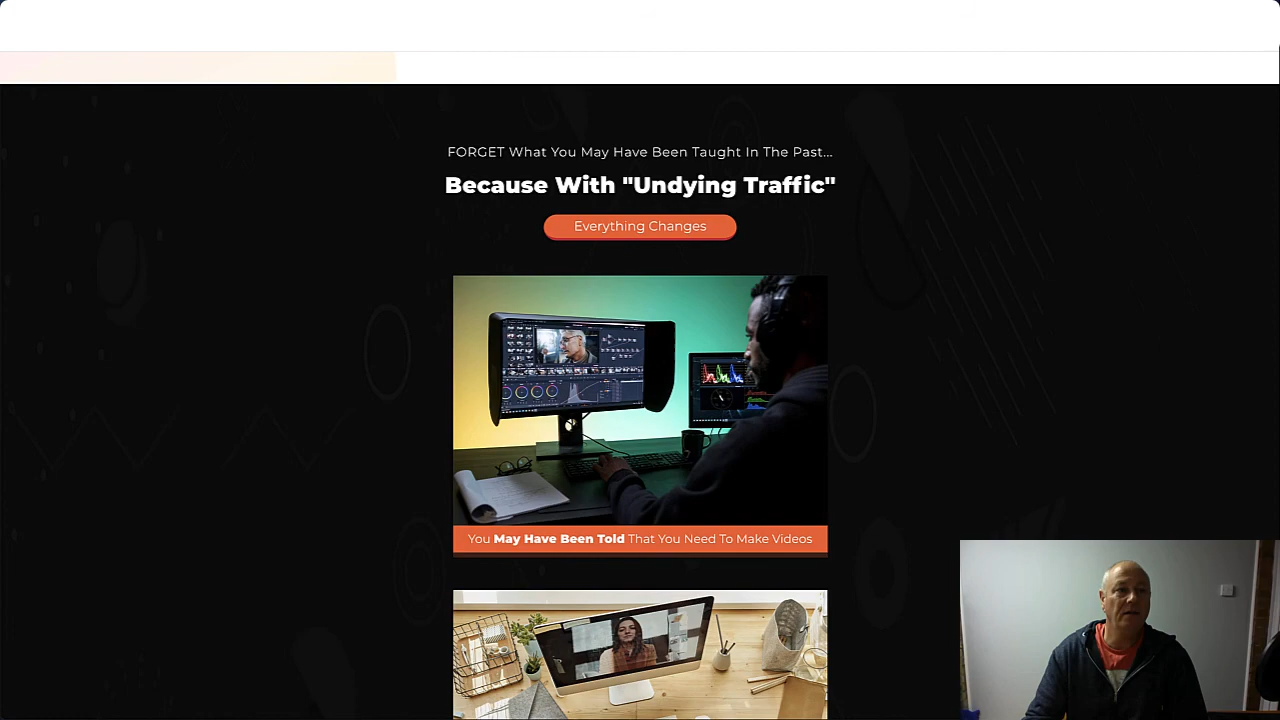 FORGET What You May Have Been Taught In The Past...
Because With "Undying Traffic"
Everything Changes
You May Have Been Told That You Need To Make Videos